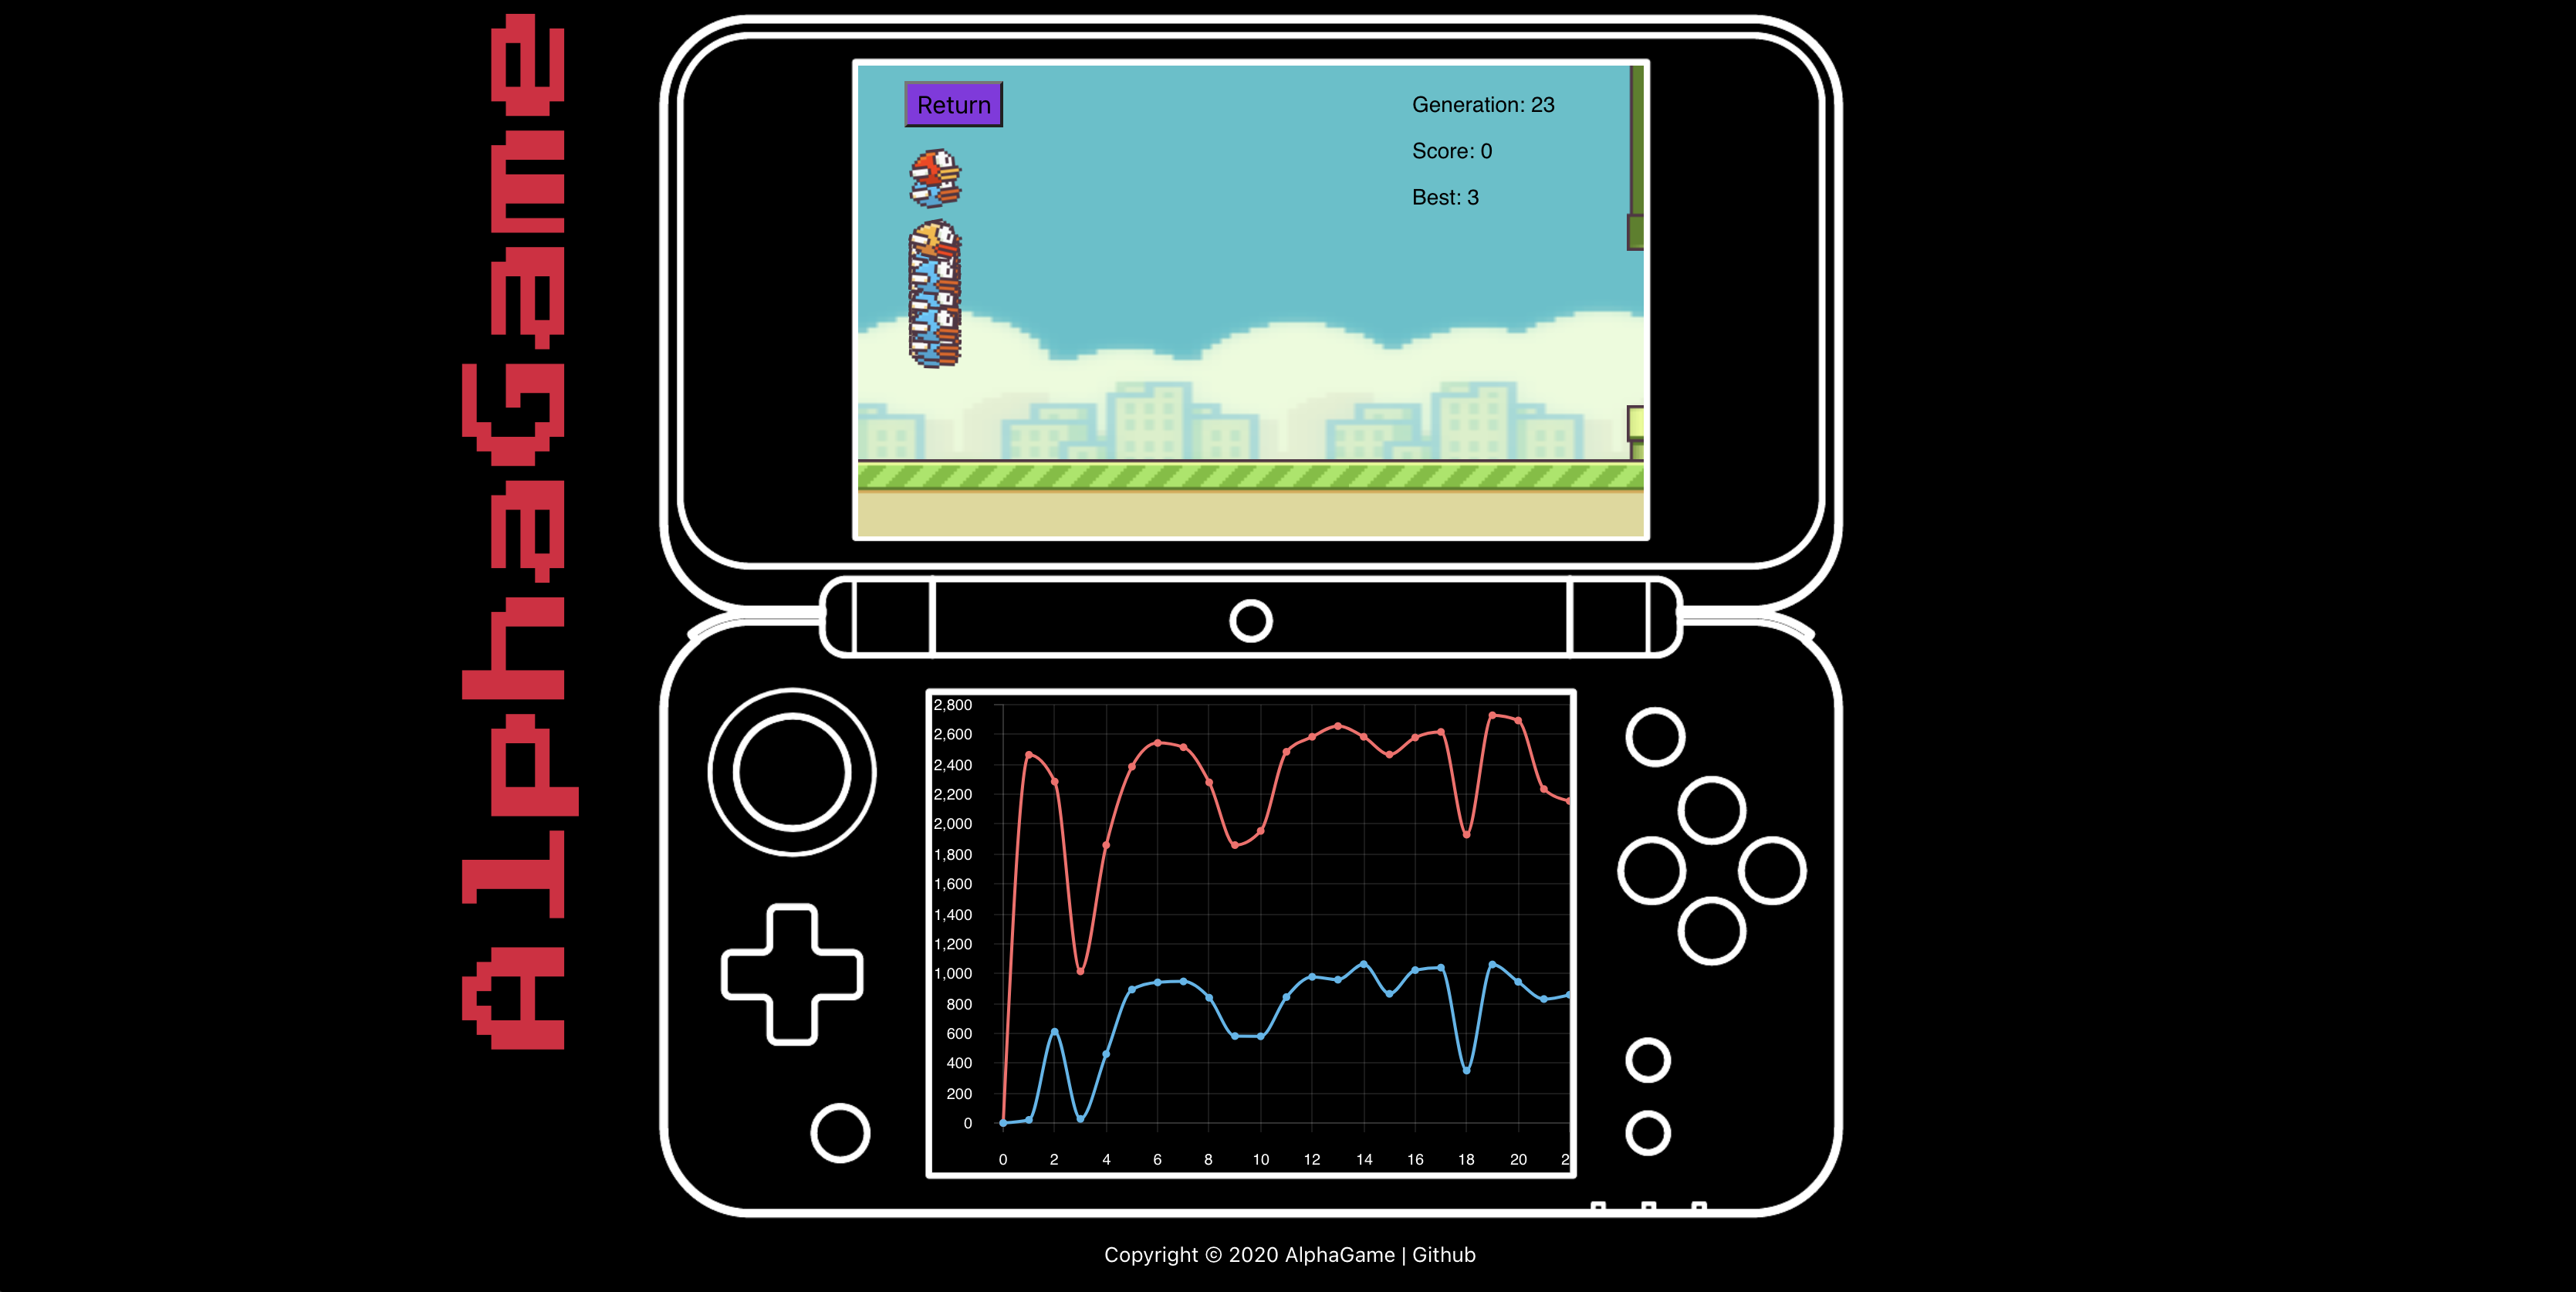 AlphaGame
Return
Generation: 23
Score: 0
Best: 3
2,800
2,600
2,400
2,200
2,000
1,800
1,600
1,400
1,200
1,000
800
600
400
200
0
0 2 4 6 8 10 12 14 16 18 20 2
Copyright © 2020 AlphaGame | Github